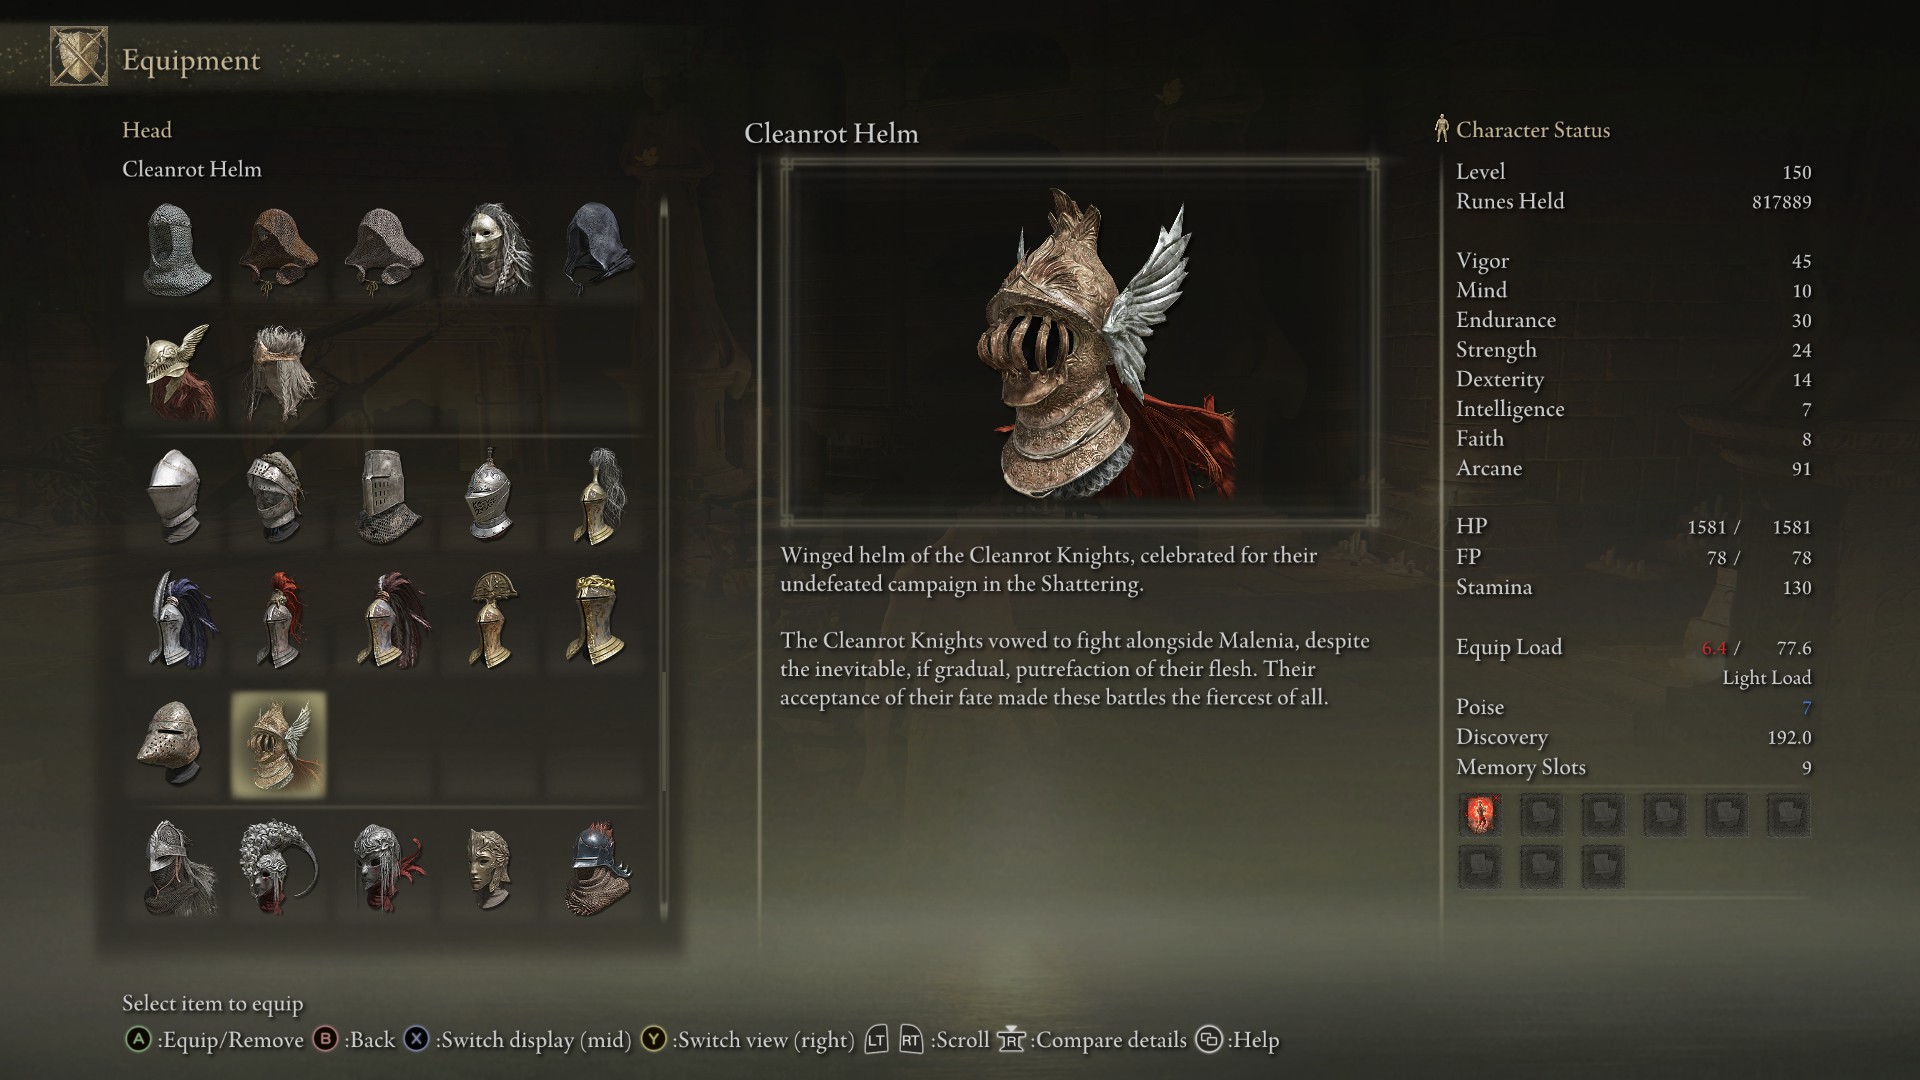 Equipment
Head
Cleanrot Helm
Cleanrot Helm
Winged helm of the Cleanrot Knights, celebrated for their
undefeated campaign in the Shattering.
The Cleanrot Knights vowed to fight alongside Malenia, despite
the inevitable, if gradual, putrefaction of their flesh. Their
acceptance of their fate made these battles the fiercest of all.
Character Status
Level 150
Runes Held 817889
Vigor 45
Mind 10
Endurance 30
Strength 24
Dexterity 14
Intelligence 7
Faith 8
Arcane 91
HP 1581 / 1581
FP 78 / 78
Stamina 130
Equip Load 6.4 / 77.6
Light Load
Poise 7
Discovery 192.0
Memory Slots 9
Select item to equip
A :Equip/Remove B :Back X :Switch display (mid) Y :Switch view (right) LT RT :Scroll R :Compare details :Help